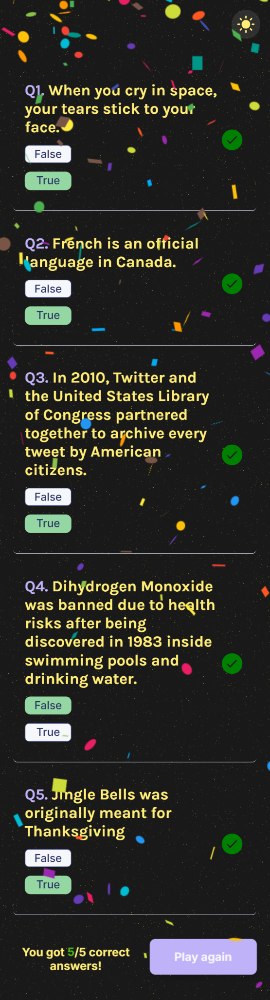 Q1. When you cry in space,
your tears stick to your
face.
False
True
Q2. French is an official
language in Canada.
False
True
Q3. In 2010, Twitter and
the United States Library
of Congress partnered
together to archive every
tweet by American
citizens.
False
True
Q4. Dihydrogen Monoxide
was banned due to health
risks after being
discovered in 1983 inside
swimming pools and
drinking water.
False
True
Q5. Jingle Bells was
originally meant for
Thanksgiving
False
True
You got 5/5 correct
answers!
Play again